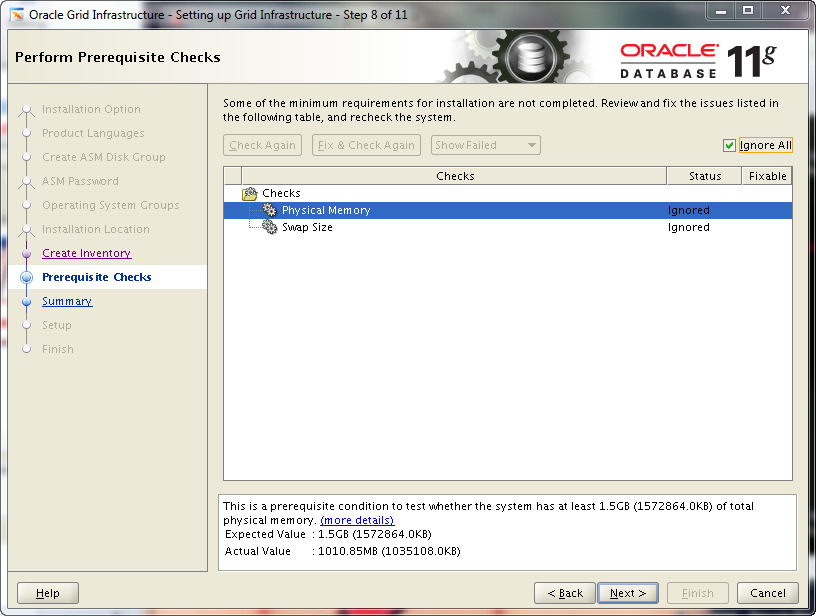 Oracle Grid Infrastructure - Setting up Grid Infrastructure - Step 8 of 11
Perform Prerequisite Checks
ORACLE
DATABASE 11g
Installation Option
Product Languages
Create ASM Disk Group
ASM Password
Operating System Groups
Installation Location
Create Inventory
Prerequisite Checks
Summary
Setup
Finish
Some of the minimum requirements for installation are not completed. Review and fix the issues listed in
the following table, and recheck the system.
Check Again Fix & Check Again Show Failed Ignore All
Checks Status Fixable
Checks
Physical Memory Ignored
Swap Size Ignored
This is a prerequisite condition to test whether the system has at least 1.5GB (1572864.0KB) of total
physical memory. (more details)
Expected Value : 1.5GB (1572864.0KB)
Actual Value : 1010.85MB (1035108.0KB)
Help < Back Next > Finish Cancel